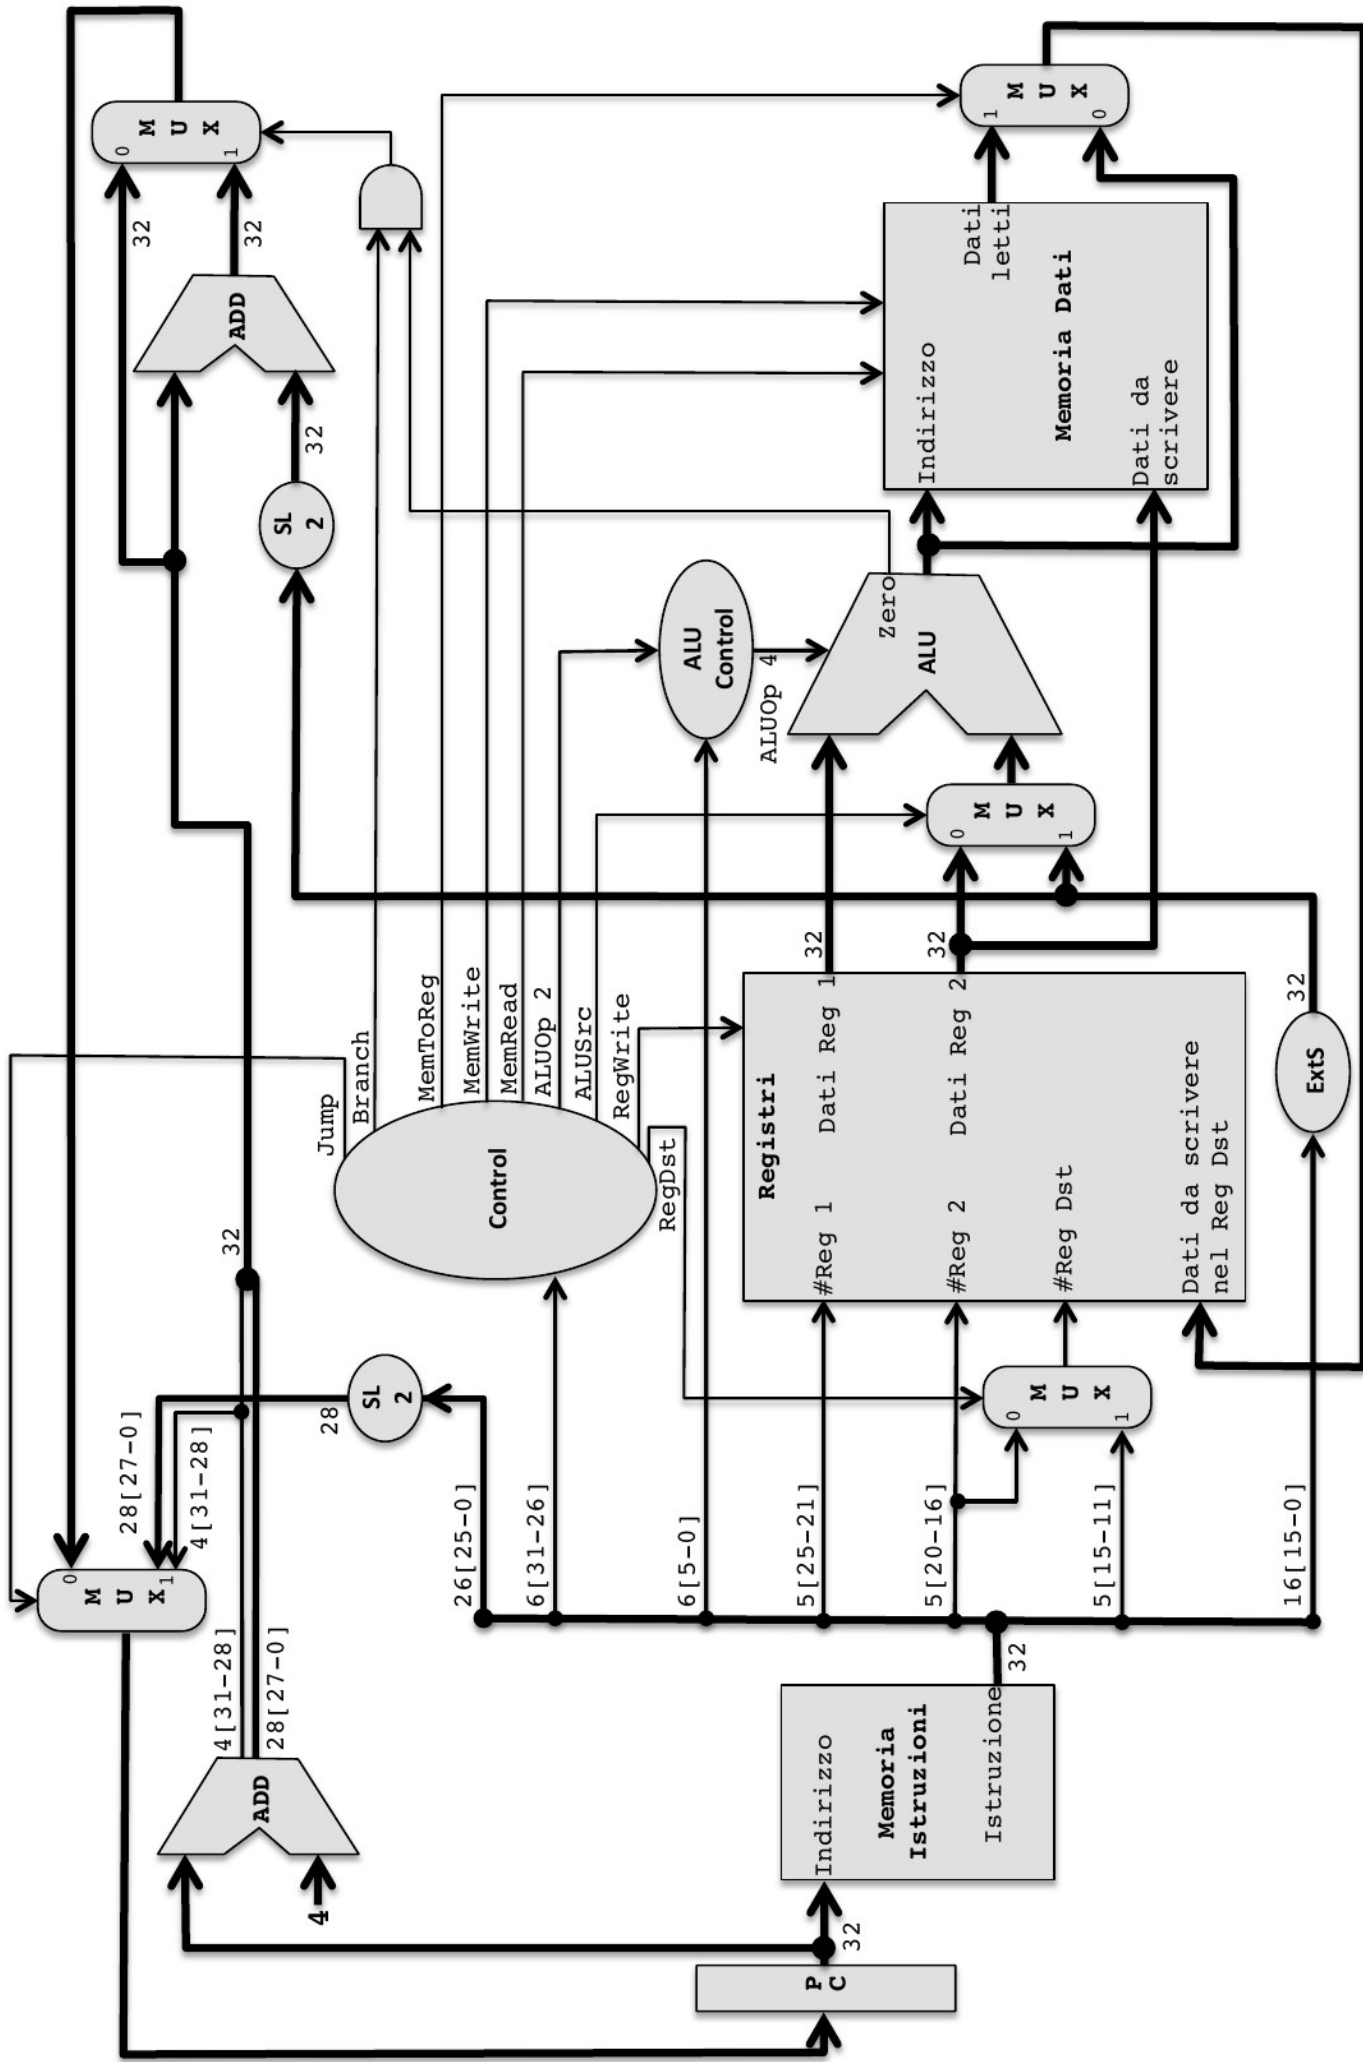 0
M
U
X
1
4[31-28]
28[27-0]
ADD
4
P
C
32
Indirizzo
Memoria
Istruzioni
Istruzione
32
28[27-0]
4[31-28]
28
SL
2
26[25-0]
6[31-26]
6[5-0]
5[25-21]
5[20-16]
5[15-11]
16[15-0]
0
M
U
X
1
32
Control
Jump
Branch
MemToReg
MemWrite
MemRead
ALUOp 2
ALUSrc
RegWrite
RegDst
Registri
#Reg 1
Dati Reg 1
#Reg 2
Dati Reg 2
#Reg Dst
Dati da scrivere
nel Reg Dst
32
32
ExtS
32
0
M
U
X
1
ALU
Control
ALUOp 4
Zero
ALU
SL
2
32
ADD
32
32
0
M
U
X
1
Indirizzo
Dati
letti
Memoria Dati
Dati da
scrivere
1
M
U
X
0